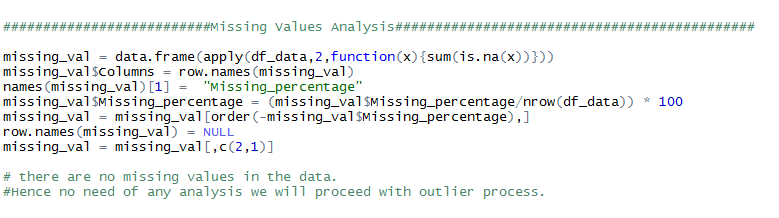 ##########################Missing Values Analysis#############################################
missing_val = data.frame(apply(df_data,2,function(x){sum(is.na(x))}))
missing_val$Columns = row.names(missing_val)
names(missing_val)[1] =  "Missing_percentage"
missing_val$Missing_percentage = (missing_val$Missing_percentage/nrow(df_data)) * 100
missing_val = missing_val[order(-missing_val$Missing_percentage),]
row.names(missing_val) = NULL
missing_val = missing_val[,c(2,1)]
# there are no missing values in the data.
#Hence no need of any analysis we will proceed with outlier process.